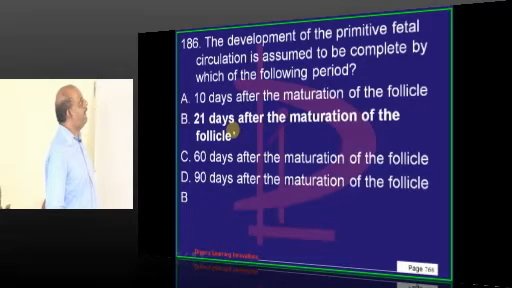 186. The development of the primitive fetal
circulation is assumed to be complete by
which of the following period?
A. 10 days after the maturation of the follicle
B. 21 days after the maturation of the
follicle
C. 60 days after the maturation of the follicle
D. 90 days after the maturation of the follicle
B
Page 166